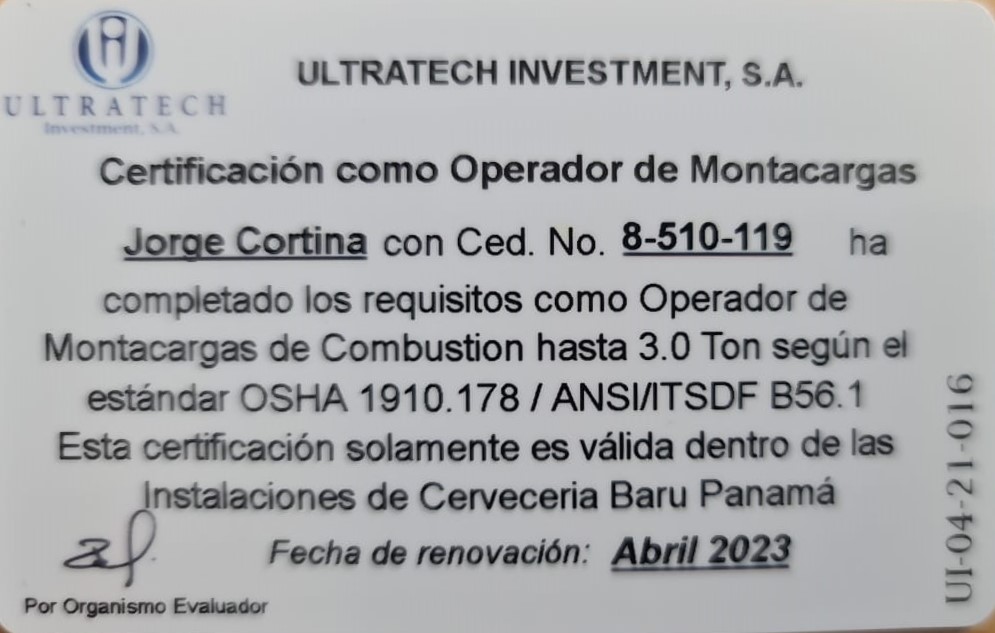 ULTRATECH
Investment, S.A.
ULTRATECH INVESTMENT, S.A.
Certificación como Operador de Montacargas
Jorge Cortina con Ced. No. 8-510-119 ha
completado los requisitos como Operador de
Montacargas de Combustion hasta 3.0 Ton según el
estándar OSHA 1910.178 / ANSI/ITSDF B56.1
Esta certificación solamente es válida dentro de las
Instalaciones de Cerveceria Baru Panamá
Fecha de renovación: Abril 2023
Por Organismo Evaluador
UI-04-21-016